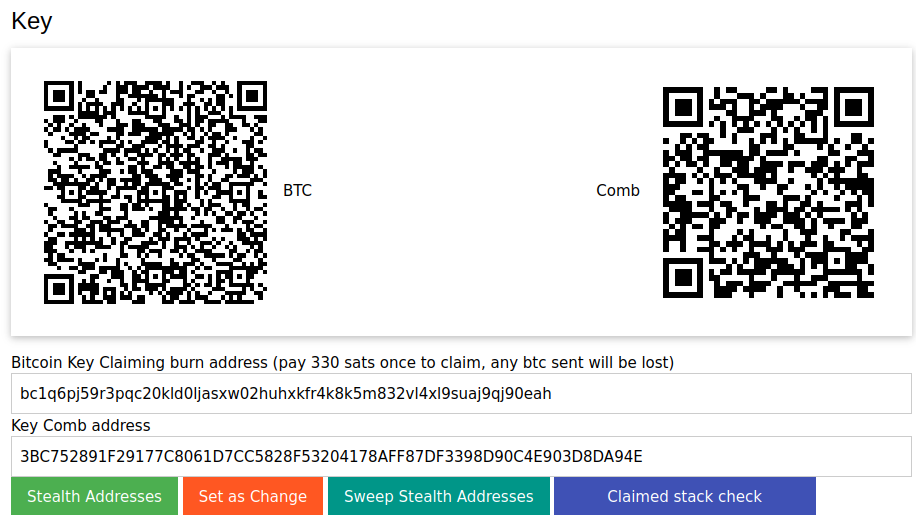 Key
BTC
Comb
Bitcoin Key Claiming burn address (pay 330 sats once to claim, any btc sent will be lost)
bc1q6pj59r3pqc20kld0ljasxw02huhxkfr4k8k5m832vl4xl9suaj9qj90eah
Key Comb address
3BC752891F29177C8061D7CC5828F53204178AFF87DF3398D90C4E903D8DA94E
Stealth Addresses
Set as Change
Sweep Stealth Addresses
Claimed stack check